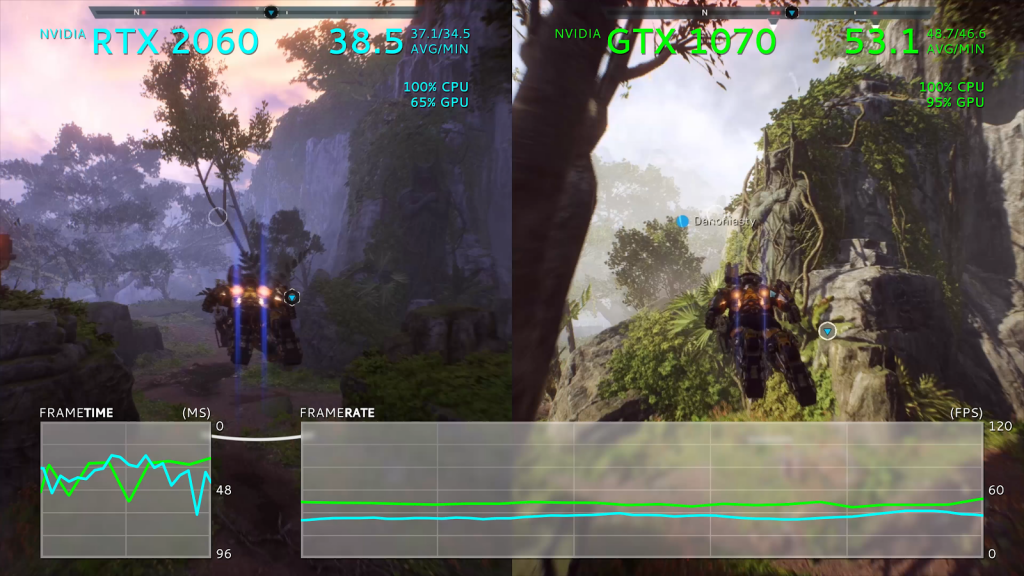 N
NVIDIA RTX 2060 38.5 37.1/34.5
AVG/MIN
100% CPU
65% GPU
N
NVIDIA GTX 1070 53.1 48.7/46.6
AVG/MIN
100% CPU
95% GPU
FRAMETIME (MS)
0
48
96
FRAMERATE (FPS)
120
60
0